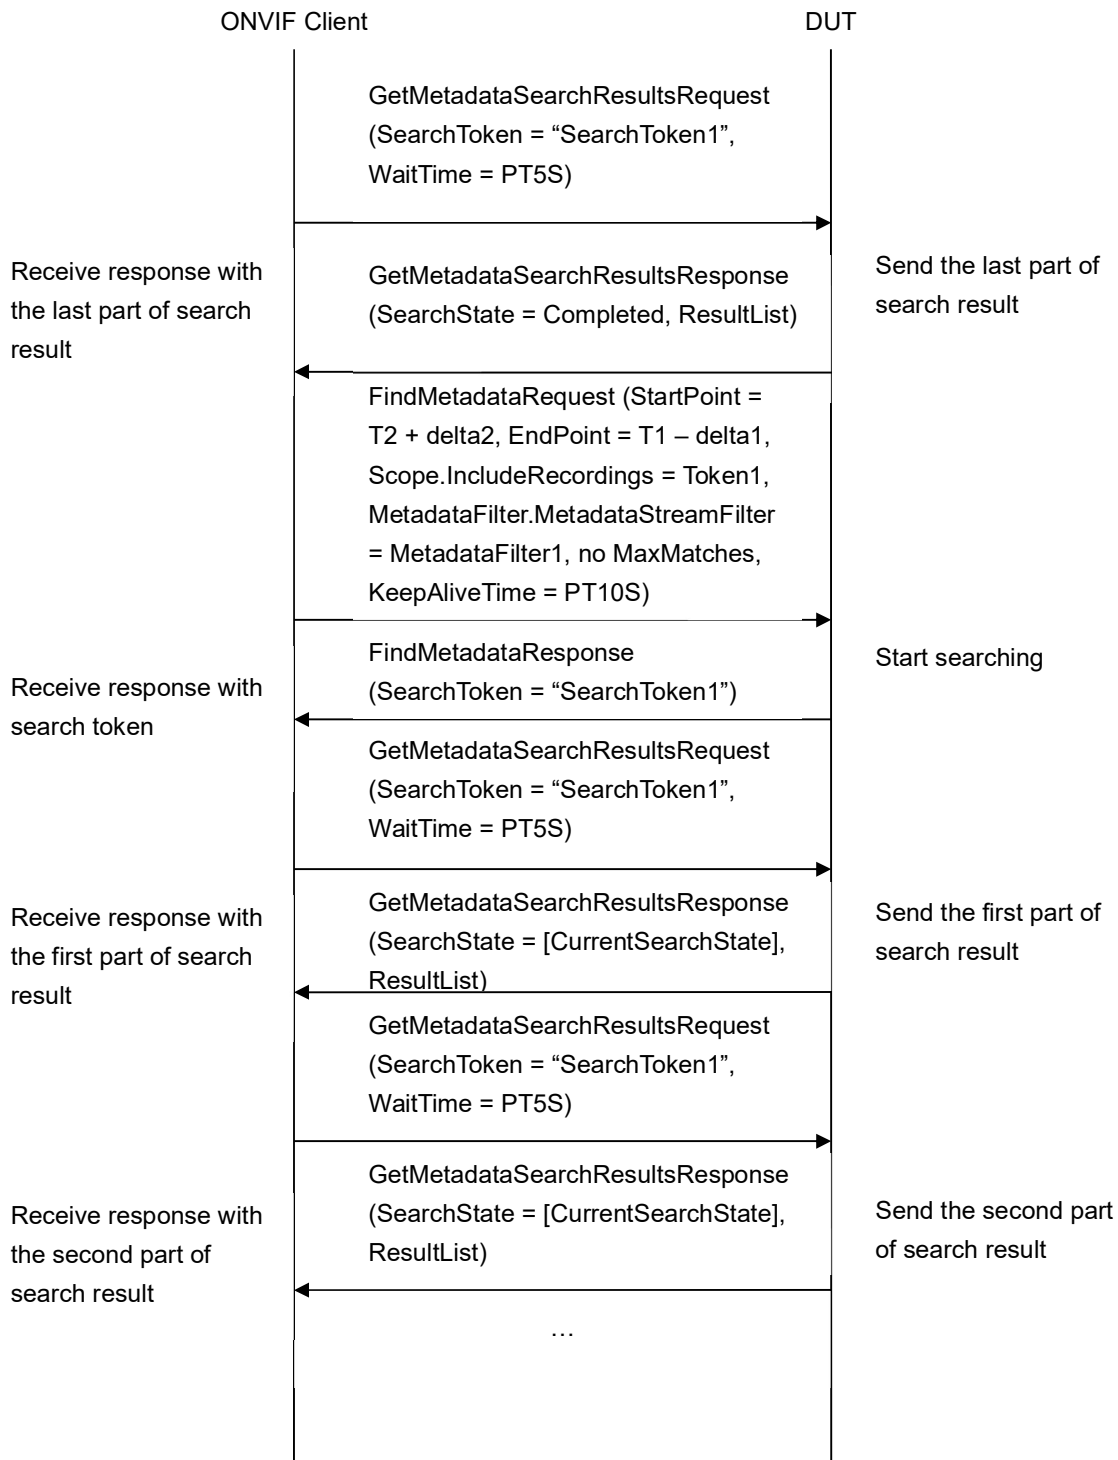 ONVIF Client
DUT
GetMetadataSearchResultsRequest
(SearchToken = “SearchToken1”,
WaitTime = PT5S)
Receive response with
the last part of search
result
GetMetadataSearchResultsResponse
(SearchState = Completed, ResultList)
Send the last part of
search result
FindMetadataRequest (StartPoint =
T2 + delta2, EndPoint = T1 – delta1,
Scope.IncludeRecordings = Token1,
MetadataFilter.MetadataStreamFilter
= MetadataFilter1, no MaxMatches,
KeepAliveTime = PT10S)
Start searching
FindMetadataResponse
(SearchToken = “SearchToken1”)
Receive response with
search token
GetMetadataSearchResultsRequest
(SearchToken = “SearchToken1”,
WaitTime = PT5S)
Receive response with
the first part of search
result
GetMetadataSearchResultsResponse
(SearchState = [CurrentSearchState],
ResultList)
Send the first part of
search result
GetMetadataSearchResultsRequest
(SearchToken = “SearchToken1”,
WaitTime = PT5S)
Receive response with
the second part of
search result
GetMetadataSearchResultsResponse
(SearchState = [CurrentSearchState],
ResultList)
Send the second part
of search result
…